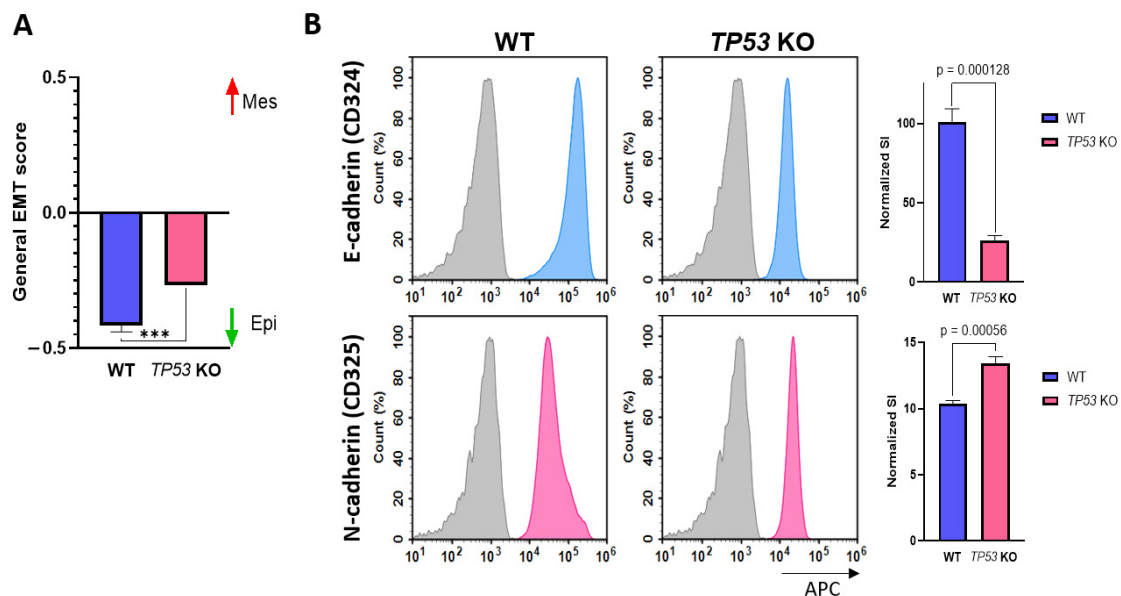 A
General EMT score
0.5
0.0
−0.5
Mes
Epi
***
WT
TP53 KO
B
WT
TP53 KO
E-cadherin (CD324)
Count (%)
100
80
60
40
20
0
10¹ 10² 10³ 10⁴ 10⁵ 10⁶
Count (%)
100
80
60
40
20
0
10¹ 10² 10³ 10⁴ 10⁵ 10⁶
p = 0.000128
Normalized SI
100
50
0
WT TP53 KO
WT
TP53 KO
N-cadherin (CD325)
Count (%)
100
80
60
40
20
0
10¹ 10² 10³ 10⁴ 10⁵ 10⁶
Count (%)
100
80
60
40
20
0
10¹ 10² 10³ 10⁴ 10⁵ 10⁶
APC
p = 0.00056
Normalized SI
15
10
5
0
WT TP53 KO
WT
TP53 KO